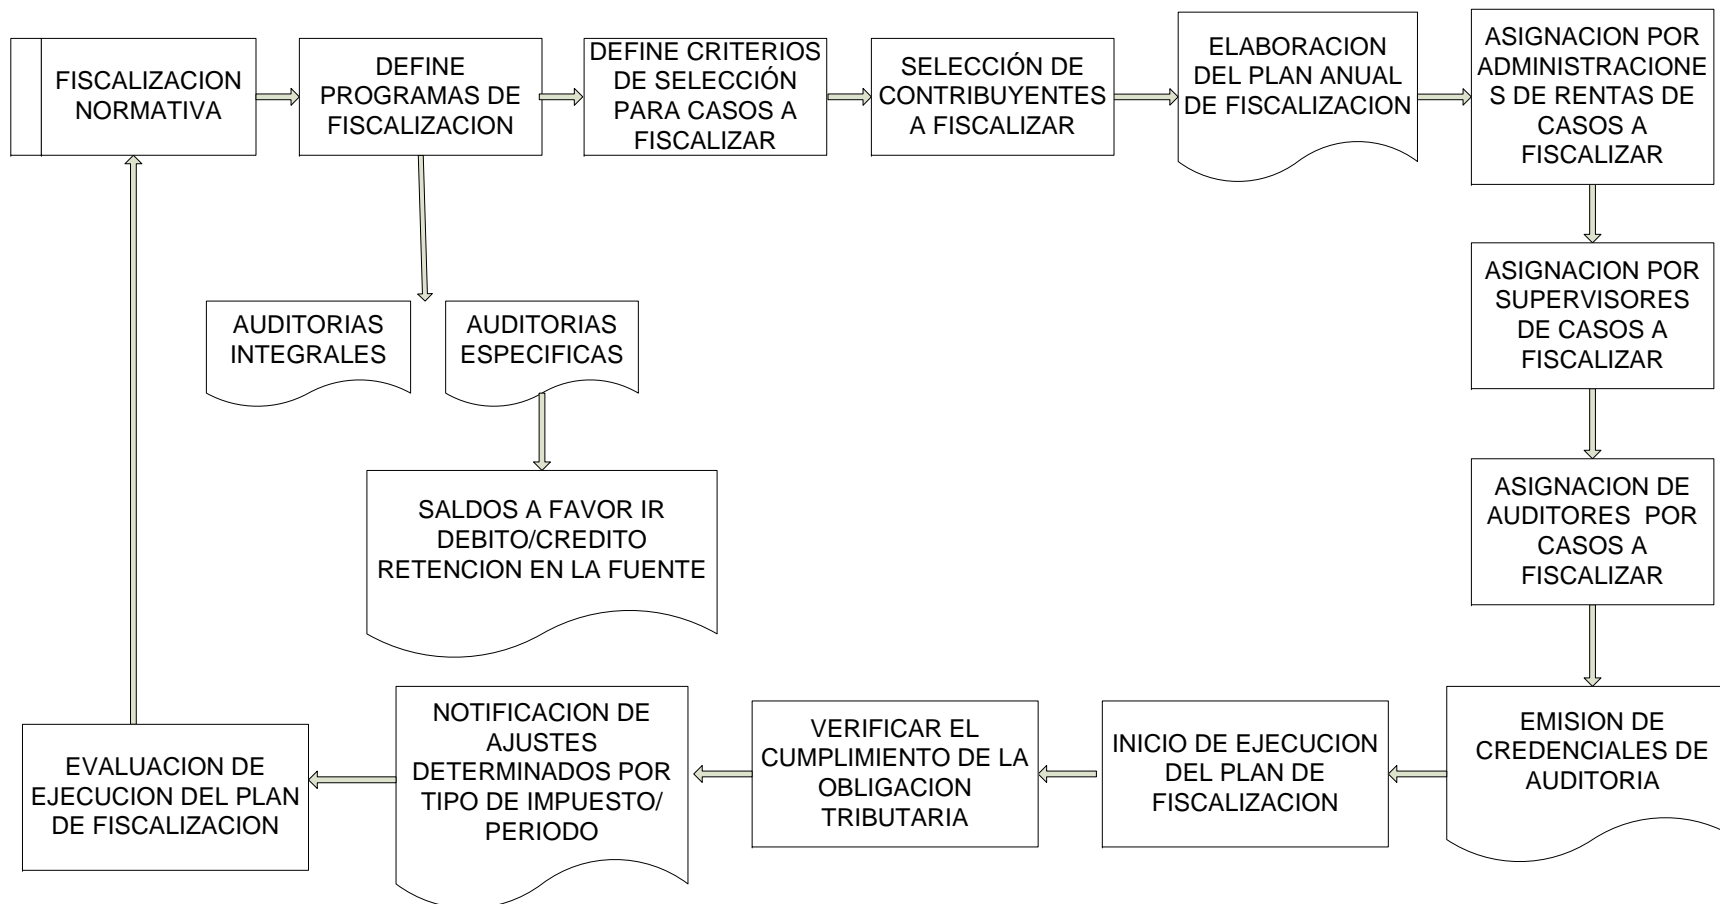 FISCALIZACION
NORMATIVA
DEFINE
PROGRAMAS DE
FISCALIZACION
DEFINE CRITERIOS
DE SELECCIÓN
PARA CASOS A
FISCALIZAR
SELECCIÓN DE
CONTRIBUYENTES
A FISCALIZAR
ELABORACION
DEL PLAN ANUAL
DE FISCALIZACION
ASIGNACION POR
ADMINISTRACIONE
S DE RENTAS DE
CASOS A
FISCALIZAR
ASIGNACION POR
SUPERVISORES
DE CASOS A
FISCALIZAR
AUDITORIAS
INTEGRALES
AUDITORIAS
ESPECIFICAS
SALDOS A FAVOR IR
DEBITO/CREDITO
RETENCION EN LA FUENTE
ASIGNACION DE
AUDITORES POR
CASOS A
FISCALIZAR
EMISION DE
CREDENCIALES DE
AUDITORIA
INICIO DE EJECUCION
DEL PLAN DE
FISCALIZACION
VERIFICAR EL
CUMPLIMIENTO DE LA
OBLIGACION
TRIBUTARIA
NOTIFICACION DE
AJUSTES
DETERMINADOS POR
TIPO DE IMPUESTO/
PERIODO
EVALUACION DE
EJECUCION DEL PLAN
DE FISCALIZACION